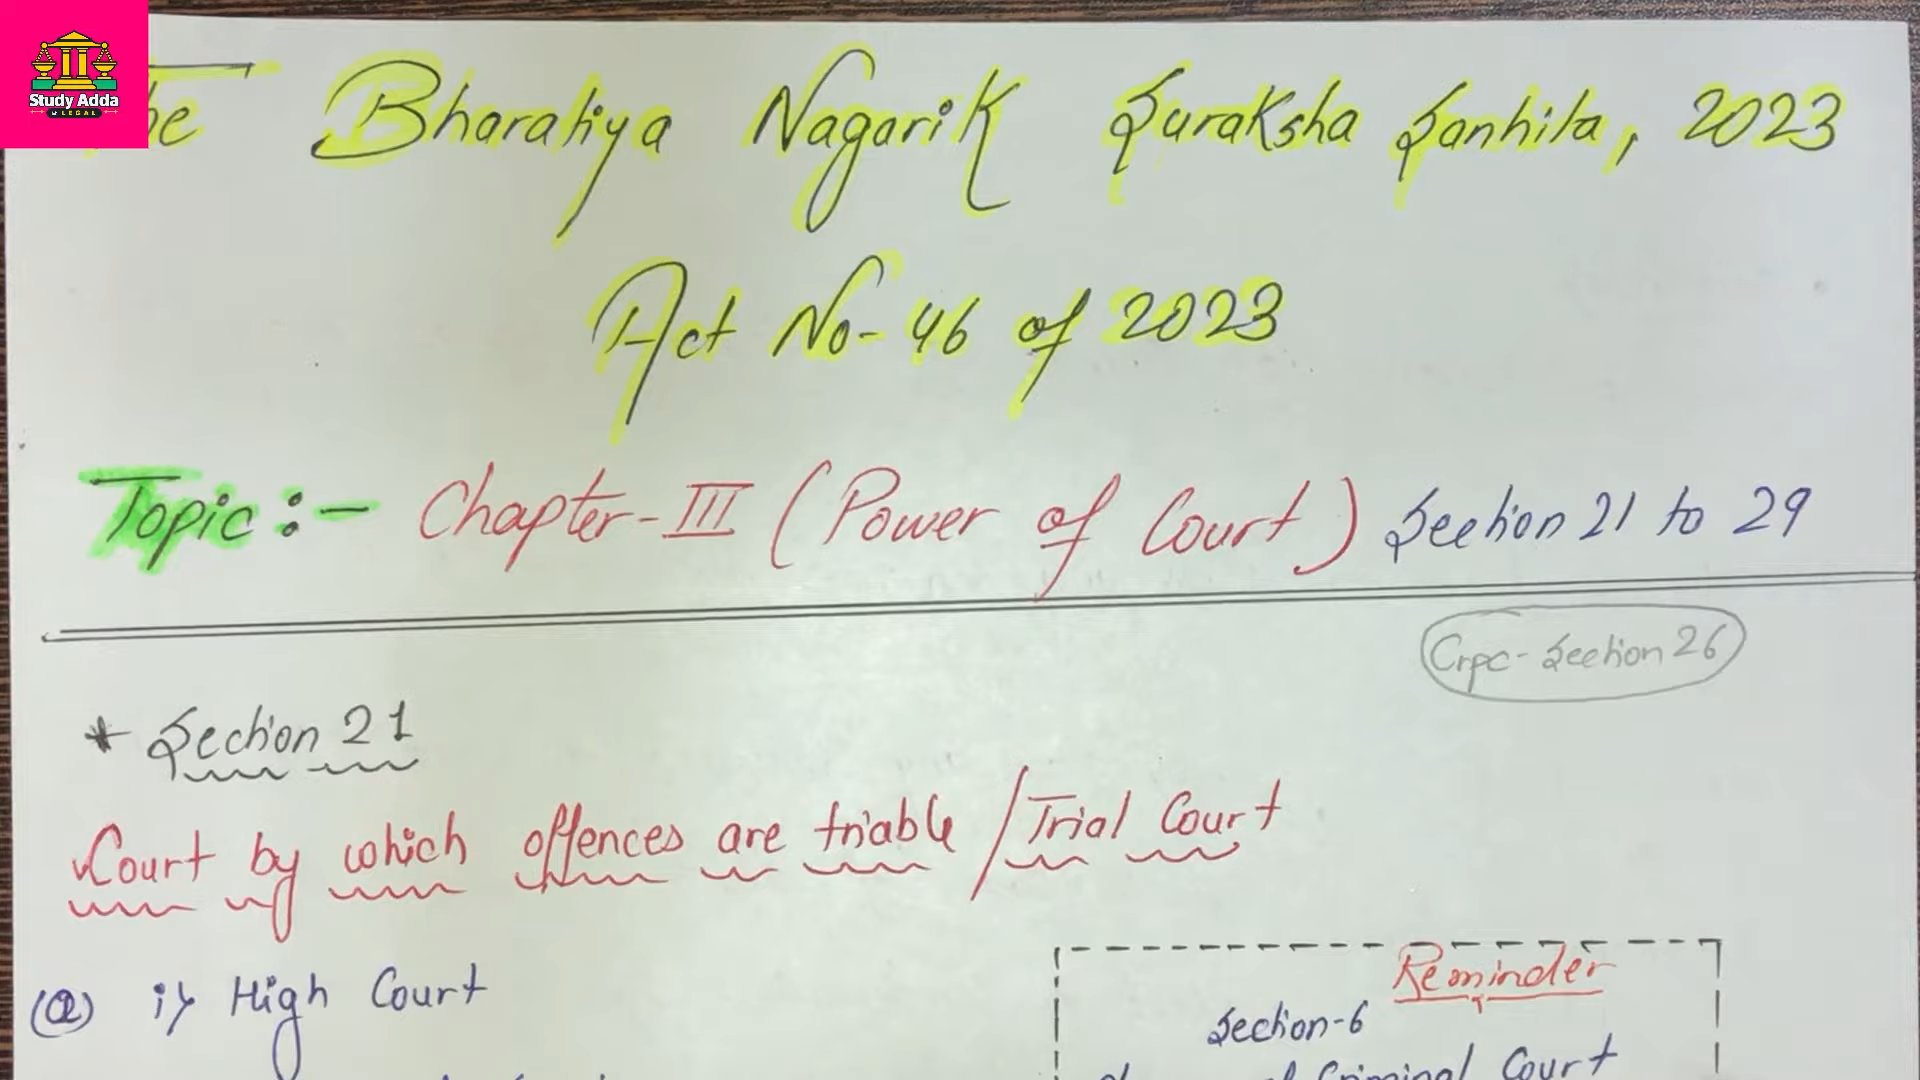 Study Adda
LEGAL
The Bharatiya Nagarik Suraksha Sanhita, 2023
Act No- 46 of 2023
Topic :- Chapter-III (Power of Court) Section 21 to 29
Crpc- Section 26
* Section 21
Court by which offences are triable / Trial Court
(a) i) High Court
Reminder
Section-6
Criminal Court